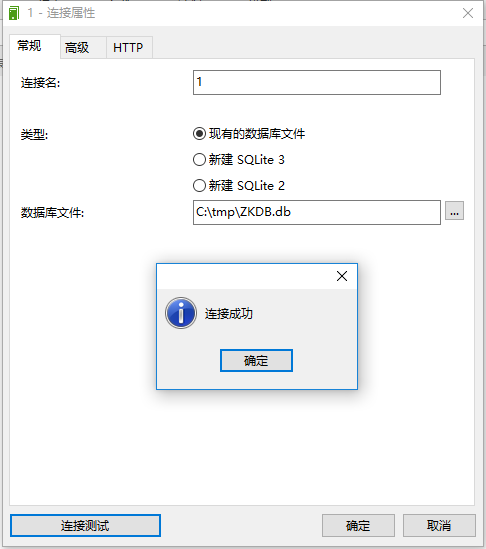 1 - 连接属性
常规 高级 HTTP
连接名: 1
类型: 现有的数据库文件
新建 SQLite 3
新建 SQLite 2
数据库文件: C:\tmp\ZKDB.db ...
连接成功
确定
连接测试 确定 取消